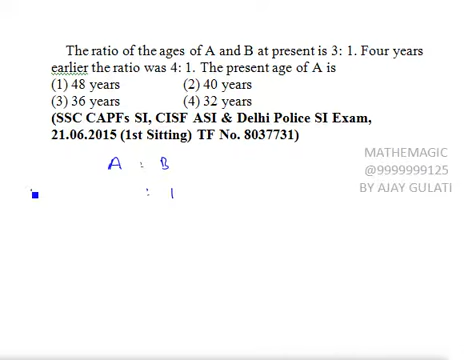 The ratio of the ages of A and B at present is 3: 1. Four years
earlier the ratio was 4: 1. The present age of A is
(1) 48 years (2) 40 years
(3) 36 years (4) 32 years
(SSC CAPFs SI, CISF ASI & Delhi Police SI Exam,
21.06.2015 (1st Sitting) TF No. 8037731)
A : B
: 1
MATHEMAGIC
@9999999125
BY AJAY GULATI